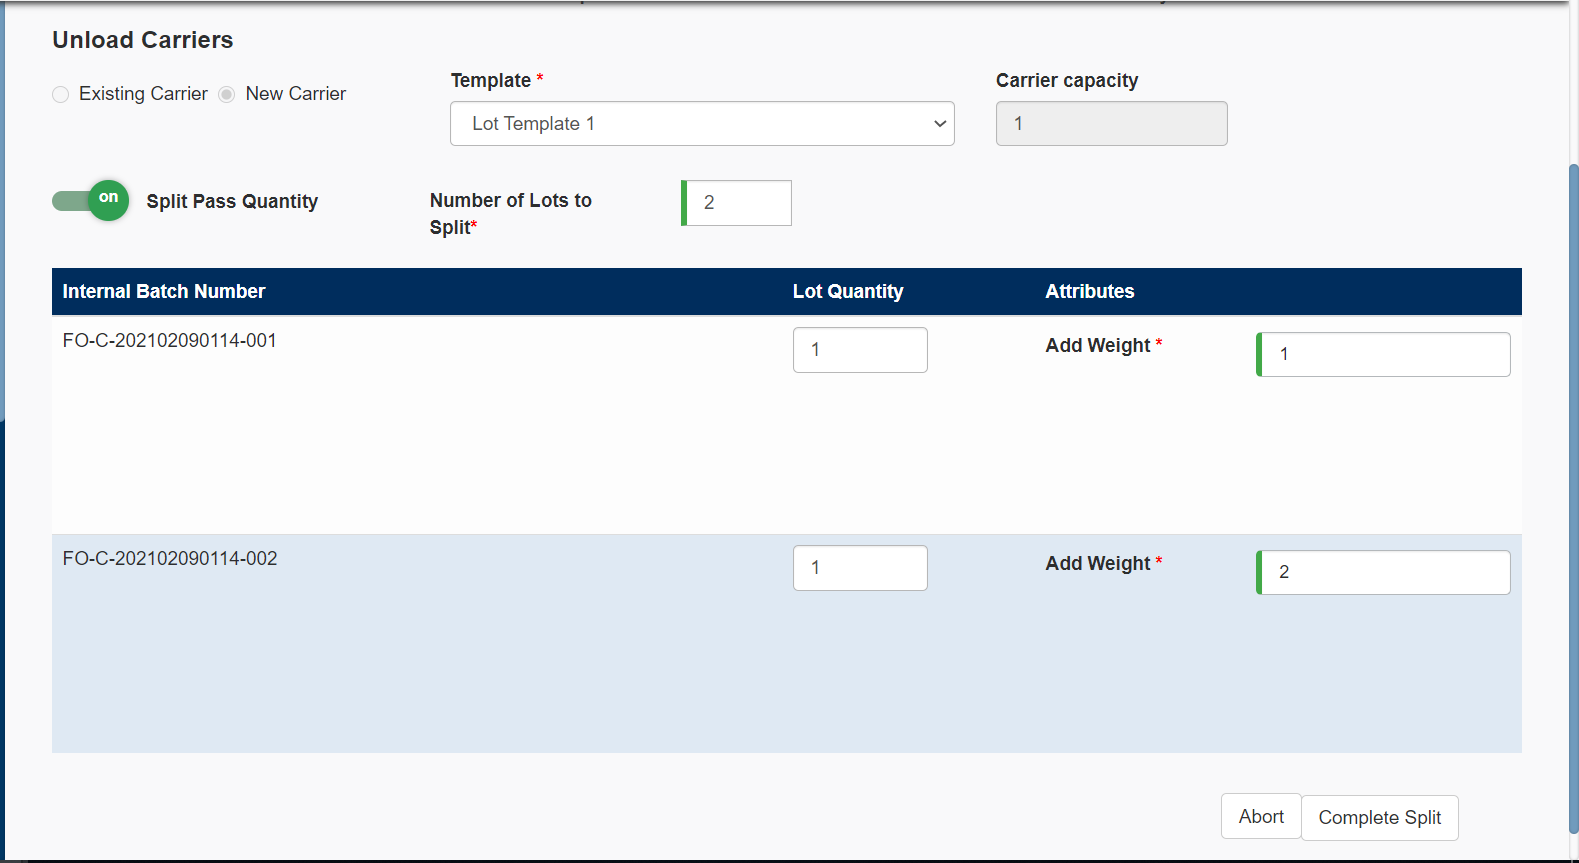 Unload Carriers
Existing Carrier New Carrier
Template *
Lot Template 1
Carrier capacity
1
on Split Pass Quantity
Number of Lots to
Split*
2
Internal Batch Number Lot Quantity Attributes
FO-C-202102090114-001 1 Add Weight * 1
FO-C-202102090114-002 1 Add Weight * 2
Abort Complete Split